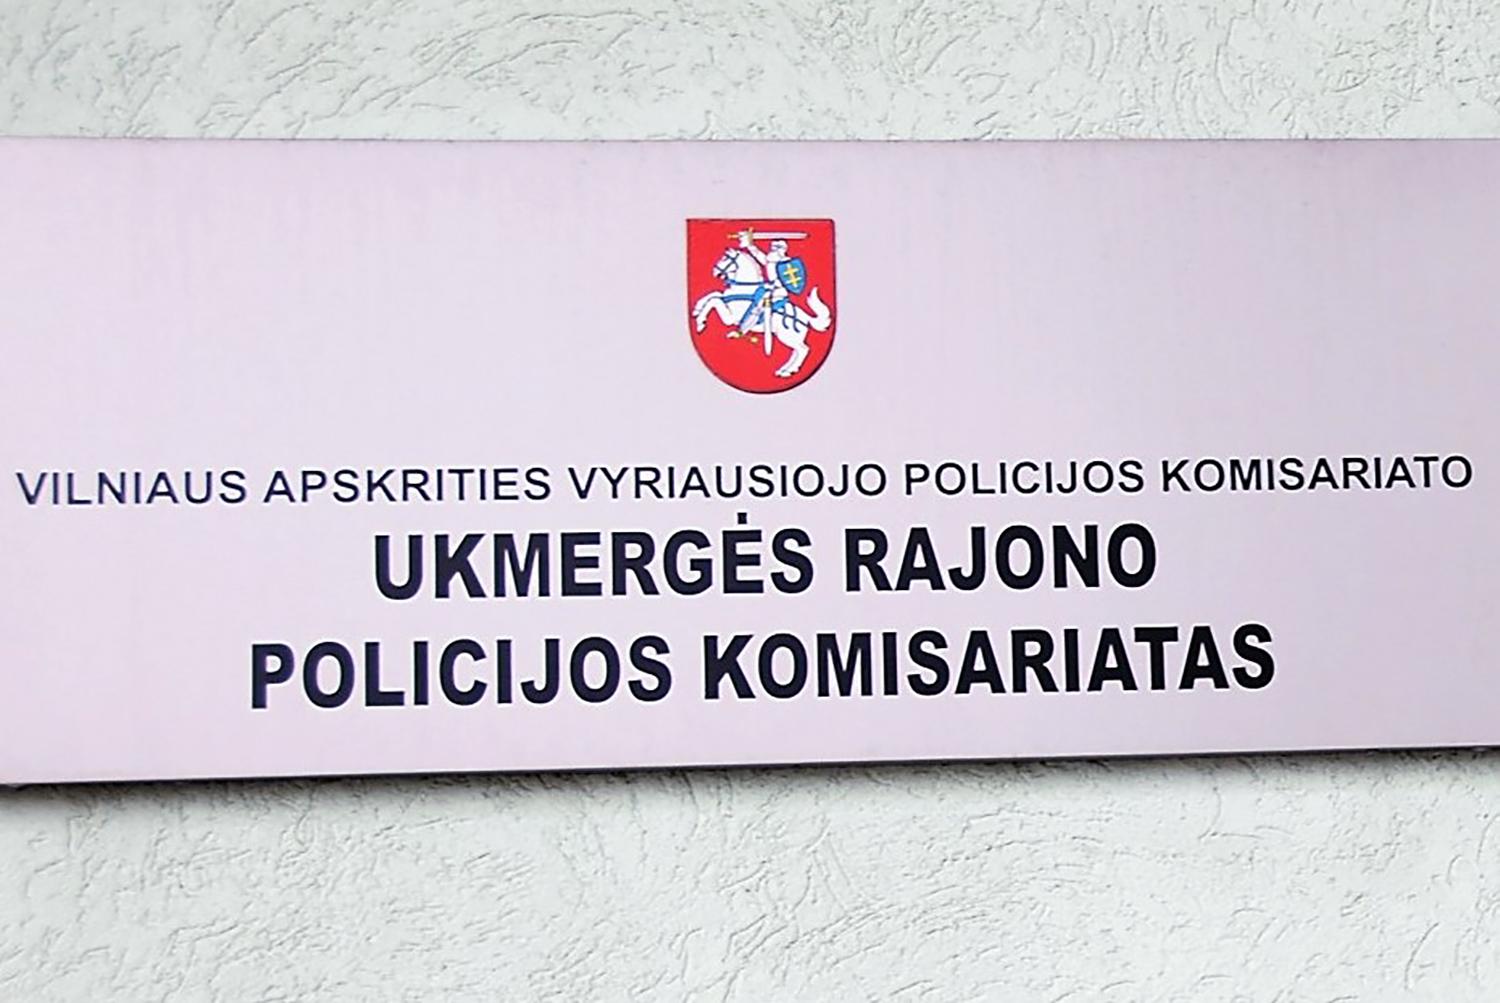 VILNIAUS APSKRITIES VYRIAUSIOJO POLICIJOS KOMISARIATO
UKMERGĖS RAJONO
POLICIJOS KOMISARIATAS